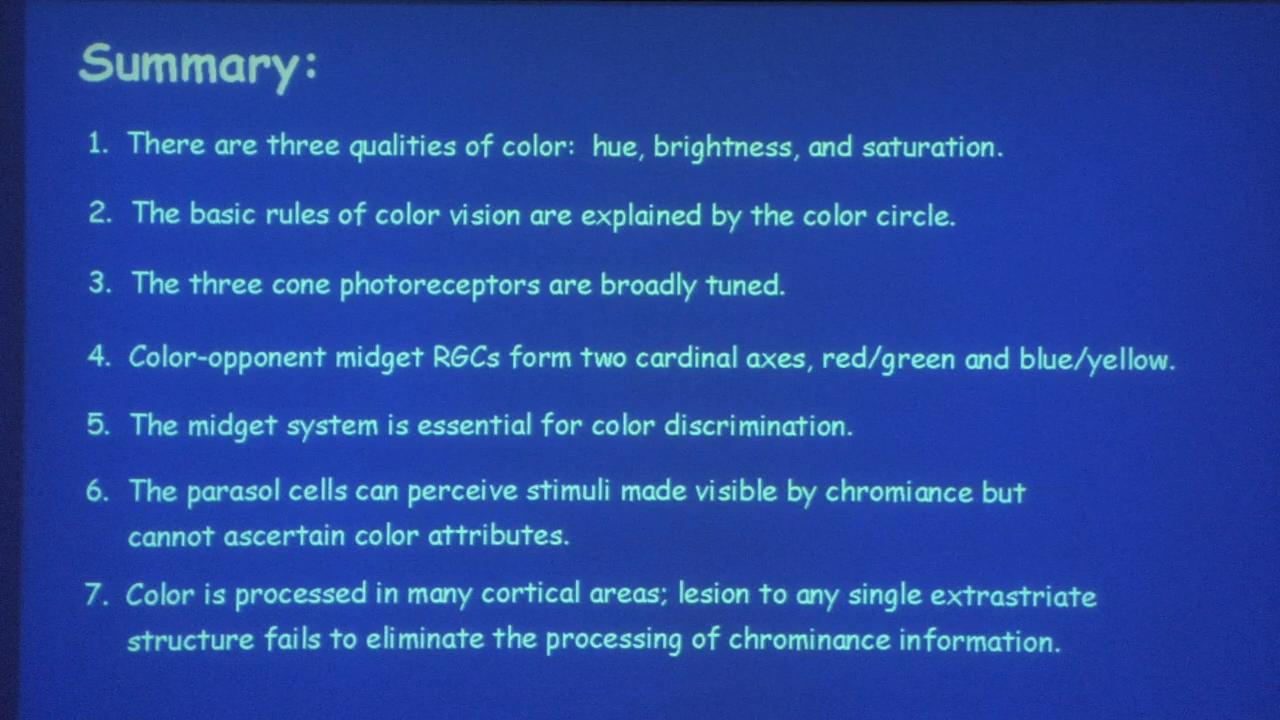 Summary:
1. There are three qualities of color: hue, brightness, and saturation.
2. The basic rules of color vision are explained by the color circle.
3. The three cone photoreceptors are broadly tuned.
4. Color-opponent midget RGCs form two cardinal axes, red/green and blue/yellow.
5. The midget system is essential for color discrimination.
6. The parasol cells can perceive stimuli made visible by chromiance but
cannot ascertain color attributes.
7. Color is processed in many cortical areas; lesion to any single extrastriate
structure fails to eliminate the processing of chrominance information.